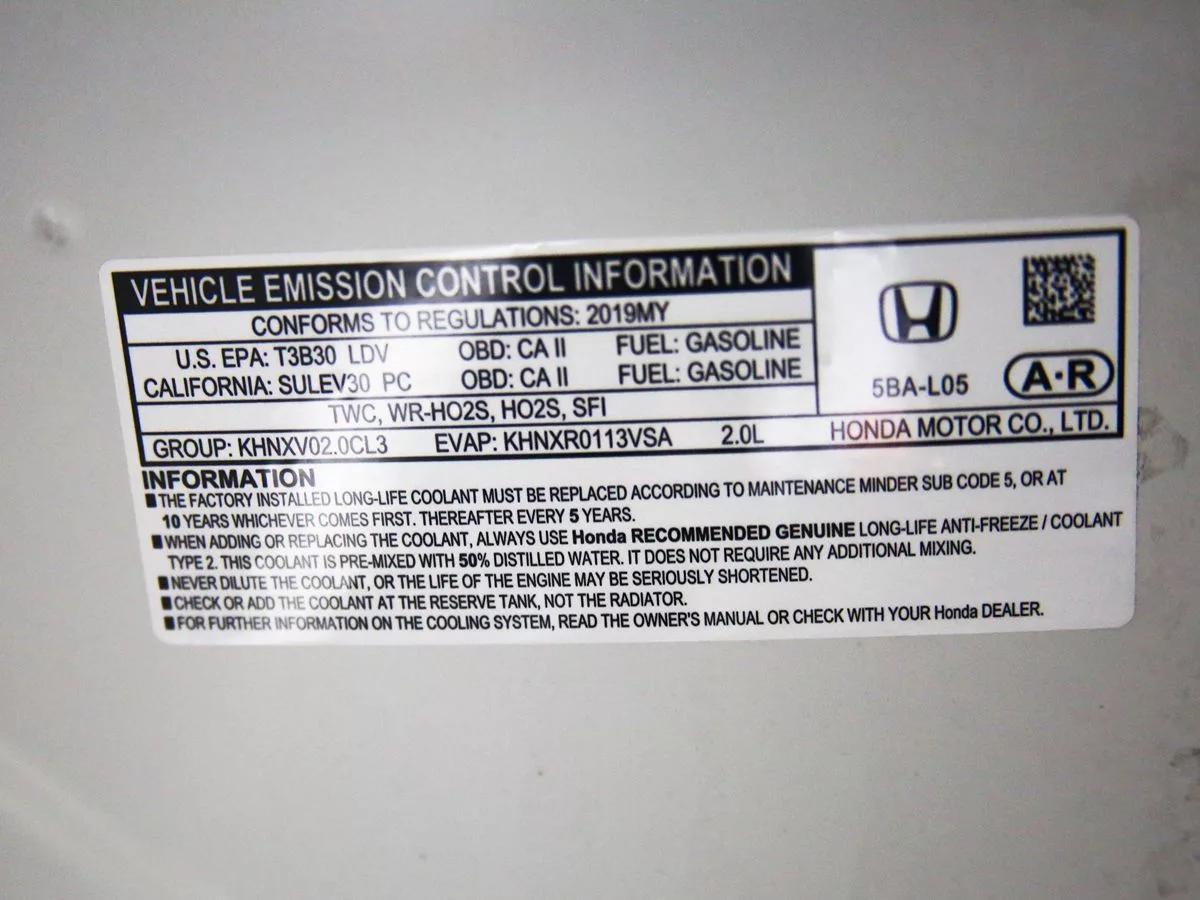 VEHICLE EMISSION CONTROL INFORMATION
CONFORMS TO REGULATIONS: 2019MY
U.S. EPA: T3B30 LDV OBD: CA II FUEL: GASOLINE
CALIFORNIA: SULEV30 PC OBD: CA II FUEL: GASOLINE
TWC, WR-HO2S, HO2S, SFI
GROUP: KHNXV02.0CL3 EVAP: KHNXR0113VSA 2.0L
5BA-L05 A·R
HONDA MOTOR CO., LTD.
INFORMATION
■THE FACTORY INSTALLED LONG-LIFE COOLANT MUST BE REPLACED ACCORDING TO MAINTENANCE MINDER SUB CODE 5, OR AT
10 YEARS WHICHEVER COMES FIRST. THEREAFTER EVERY 5 YEARS.
■WHEN ADDING OR REPLACING THE COOLANT, ALWAYS USE Honda RECOMMENDED GENUINE LONG-LIFE ANTI-FREEZE / COOLANT
TYPE 2. THIS COOLANT IS PRE-MIXED WITH 50% DISTILLED WATER. IT DOES NOT REQUIRE ANY ADDITIONAL MIXING.
■NEVER DILUTE THE COOLANT, OR THE LIFE OF THE ENGINE MAY BE SERIOUSLY SHORTENED.
■CHECK OR ADD THE COOLANT AT THE RESERVE TANK, NOT THE RADIATOR.
■FOR FURTHER INFORMATION ON THE COOLING SYSTEM, READ THE OWNER'S MANUAL OR CHECK WITH YOUR Honda DEALER.